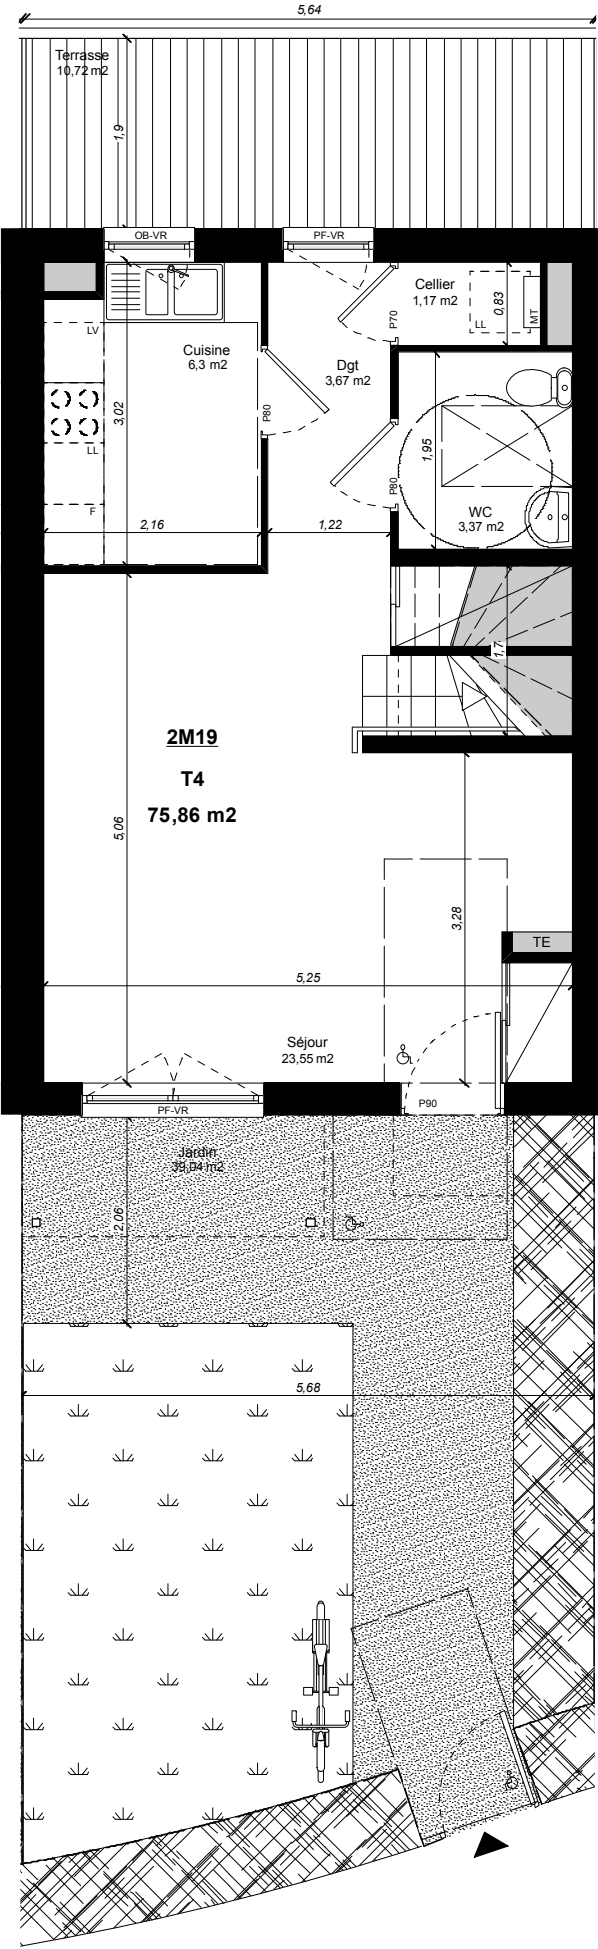 5,64
Terrasse
10,72 m2
1,9
OB-VR
PF-VR
Cellier
1,17 m2
0,83
MT
LL
P70
LV
Cuisine
6,3 m2
Dgt
3,67 m2
3,02
P80
LL
1,95
P80
F
WC
3,37 m2
2,16
1,22
1,7
2M19
T4
75,86 m2
5,06
3,28
TE
5,25
Séjour
23,55 m2
P90
PF-VR
Jardin
39,04 m2
2,06
5,68